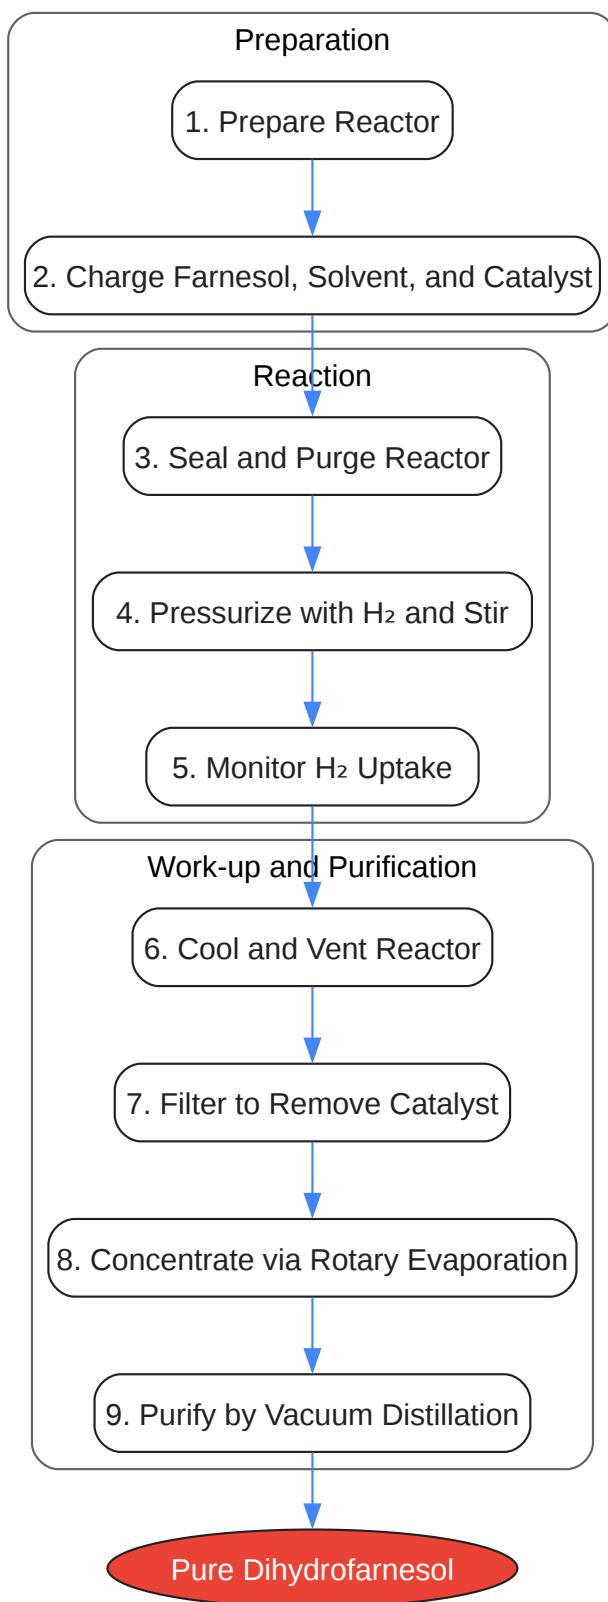 Preparation
1. Prepare Reactor
2. Charge Farnesol, Solvent, and Catalyst
Reaction
3. Seal and Purge Reactor
4. Pressurize with H₂ and Stir
5. Monitor H₂ Uptake
Work-up and Purification
6. Cool and Vent Reactor
7. Filter to Remove Catalyst
8. Concentrate via Rotary Evaporation
9. Purify by Vacuum Distillation
Pure Dihydrofarnesol